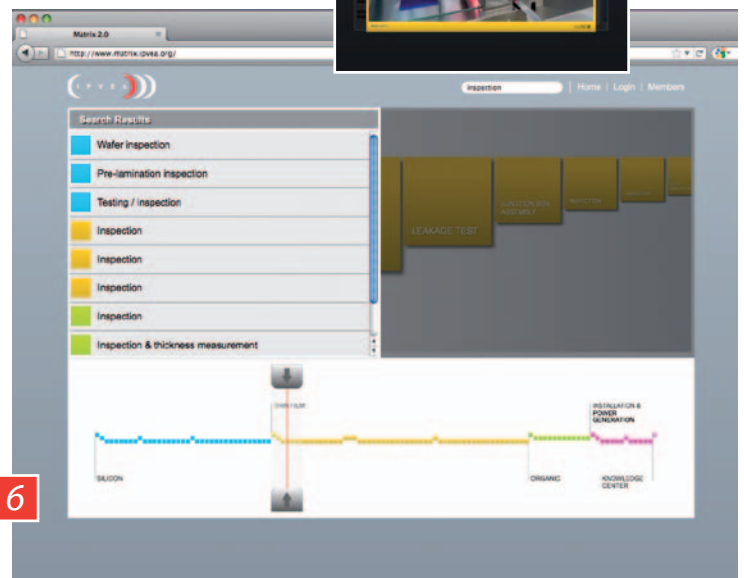 Matrix 2.0
http://www.matrix.ipvea.org/
IPVEA
inspection
Home | Login | Members
Search Results
Wafer inspection
Pre-lamination inspection
Testing / inspection
Inspection
Inspection
Inspection
Inspection
Inspection & thickness measurement
LEAKAGE TEST
JUNCTION BOX
ASSEMBLY
INSPECTION
THIN FILM
INSTALLATION &
POWER
GENERATION
SILICON
ORGANIC
KNOWLEDGE
CENTER
6